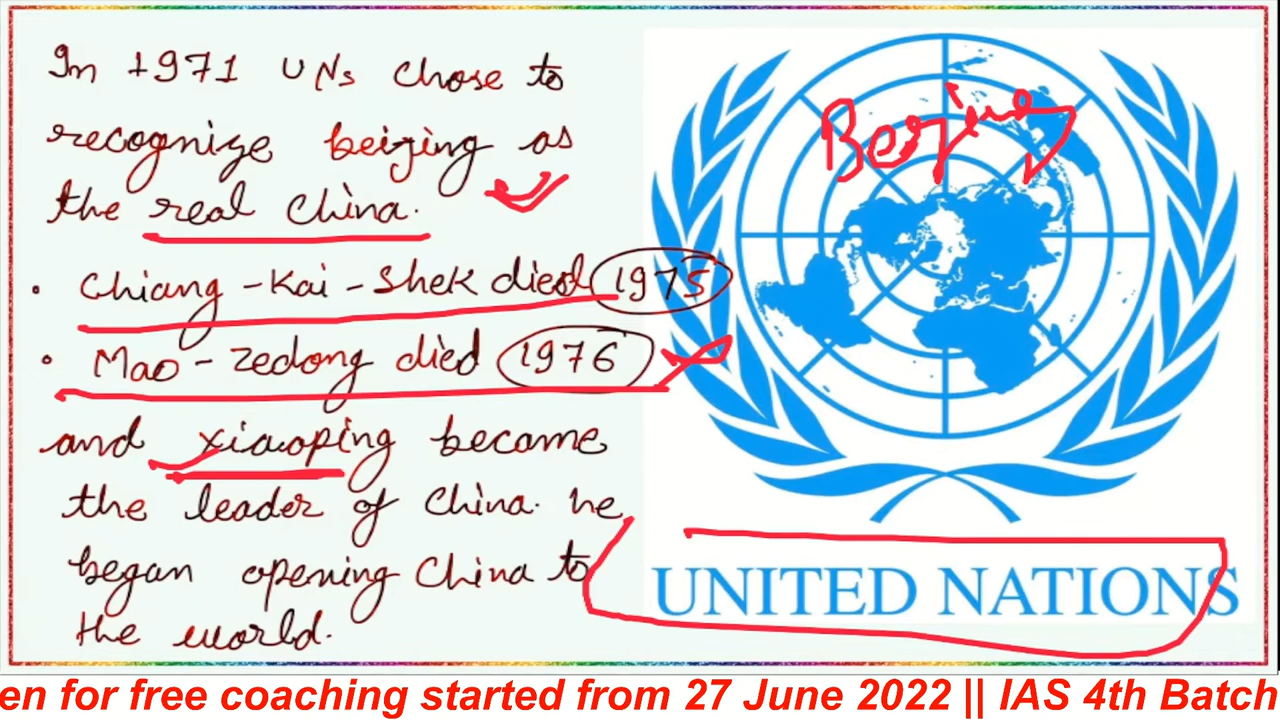 In 1971 UNs chose to
recognize beizing as
the real China.
• Chiang-Kai-Shek died 1975
• Mao-zedong died 1976
and xiaoping became
the leader of China. he
began opening China to
the world.
Beijing
UNITED NATIONS
en for free coaching started from 27 June 2022 || IAS 4th Batch